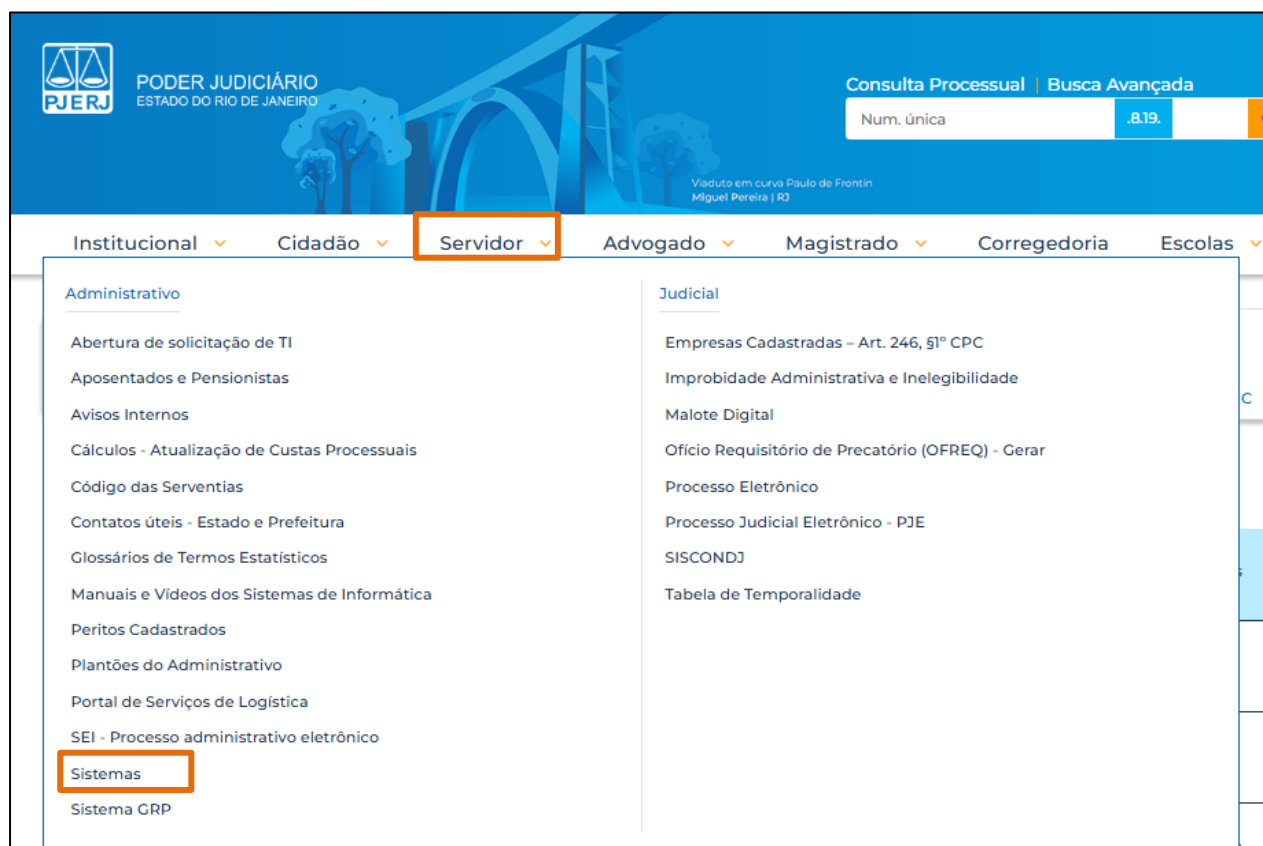 PJERJ
PODER JUDICIÁRIO
ESTADO DO RIO DE JANEIRO
Consulta Processual | Busca Avançada
Num. única
.8.19.
Viaduto em curva Paulo de Frontin
Miguel Pereira | RJ
Institucional Cidadão Servidor Advogado Magistrado Corregedoria Escolas
Administrativo
Abertura de solicitação de TI
Aposentados e Pensionistas
Avisos Internos
Cálculos - Atualização de Custas Processuais
Código das Serventias
Contatos úteis - Estado e Prefeitura
Glossários de Termos Estatísticos
Manuais e Vídeos dos Sistemas de Informática
Peritos Cadastrados
Plantões do Administrativo
Portal de Serviços de Logística
SEI - Processo administrativo eletrônico
Sistemas
Sistema GRP
Judicial
Empresas Cadastradas – Art. 246, §1º CPC
Improbidade Administrativa e Inelegibilidade
Malote Digital
Ofício Requisitório de Precatório (OFREQ) - Gerar
Processo Eletrônico
Processo Judicial Eletrônico - PJE
SISCONDJ
Tabela de Temporalidade
C